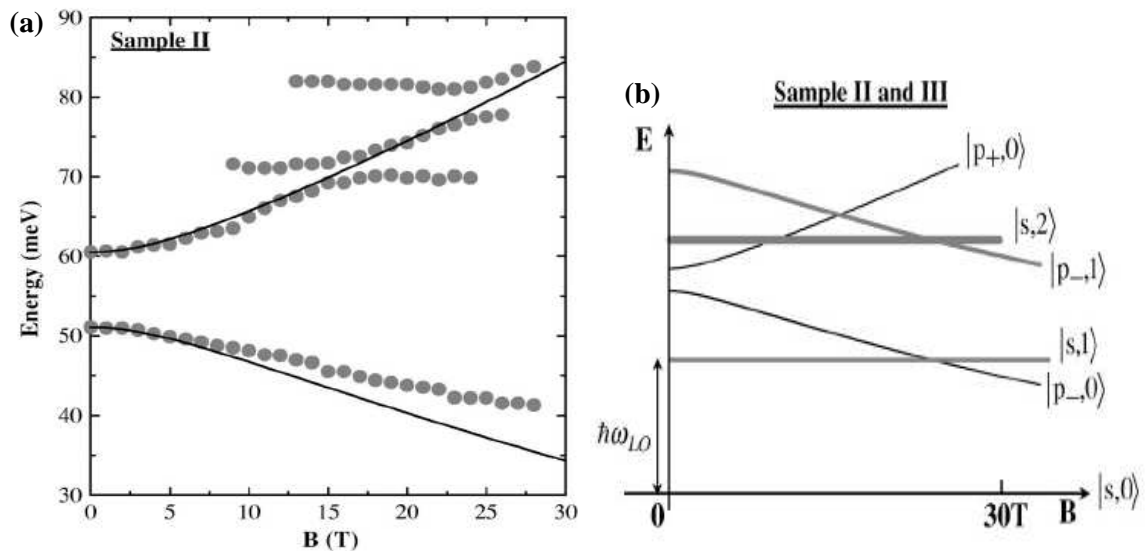 (a)
Sample II
90
80
70
60
50
40
30
Energy (meV)
0 5 10 15 20 25 30
B (T)
(b)
Sample II and III
E
|p₊,0⟩
|s,2⟩
|p₋,1⟩
|s,1⟩
|p₋,0⟩
ħω_LO
|s,0⟩
0 30T B